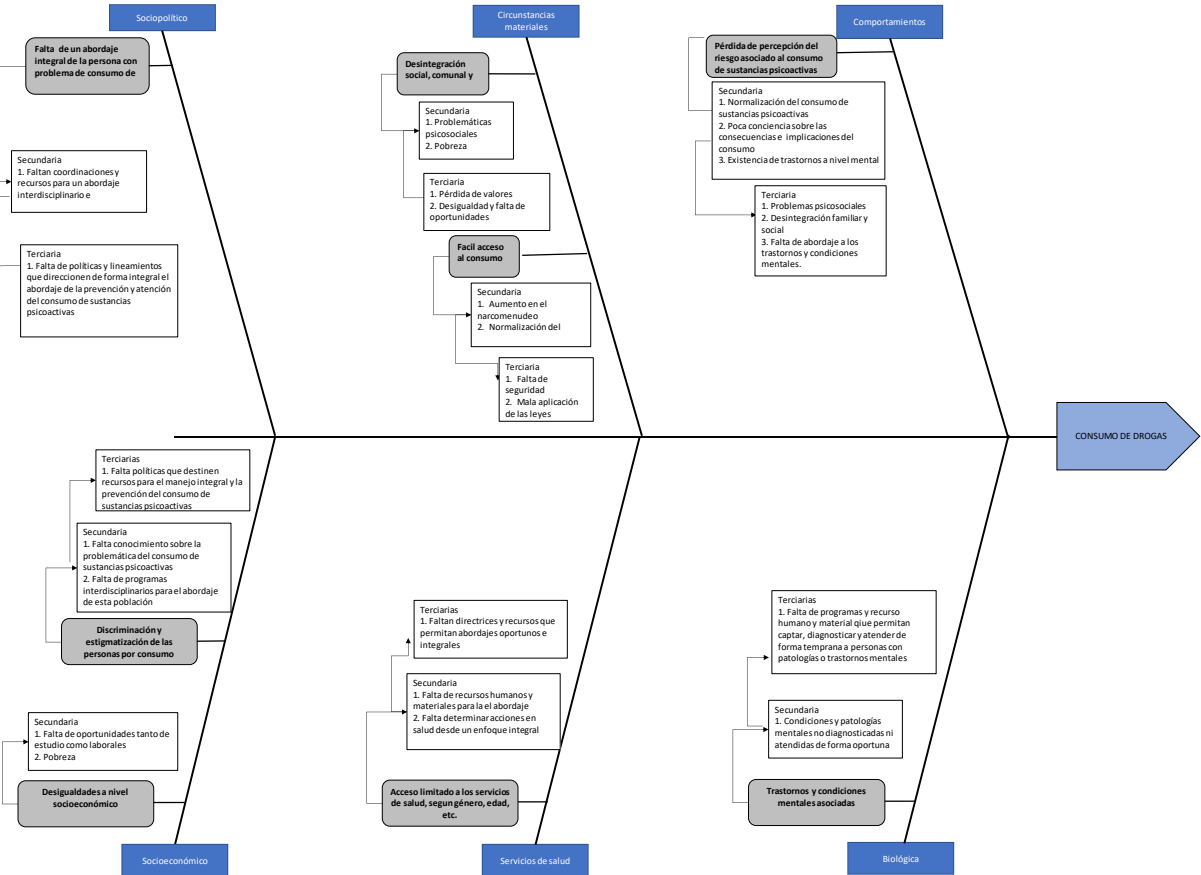 Sociopolítico
Falta de un abordaje
integral de la persona con
problema de consumo de
Secundaria
1. Faltan coordinaciones y
recursos para un abordaje
interdisciplinario e
Terciaria
1. Falta de políticas y lineamientos
que direccionen de forma integral el
abordaje de la prevención y atención
del consumo de sustancias
psicoactivas
Circunstancias
materiales
Desintegración
social, comunal y
Secundaria
1. Problemáticas
psicosociales
2. Pobreza
Terciaria
1. Pérdida de valores
2. Desigualdad y falta de
oportunidades
Facil acceso
al consumo
Secundaria
1. Aumento en el
narcomenudeo
2. Normalización del
Terciaria
1. Falta de
seguridad
2. Mala aplicación
de las leyes
Comportamientos
Pérdida de percepción del
riesgo asociado al consumo
de sustancias psicoactivas
Secundaria
1. Normalización del consumo de
sustancias psicoactivas
2. Poca conciencia sobre las
consecuencias e implicaciones del
consumo
3. Existencia de trastornos a nivel mental
Terciaria
1. Problemas psicosociales
2. Desintegración familiar y
social
3. Falta de abordaje a los
trastornos y condiciones
mentales.
CONSUMO DE DROGAS
Terciarias
1. Falta políticas que destinen
recursos para el manejo integral y la
prevención del consumo de
sustancias psicoactivas
Secundaria
1. Falta conocimiento sobre la
problemática del consumo de
sustancias psicoactivas
2. Falta de programas
interdisciplinarios para el abordaje
de esta población
Discriminación y
estigmatización de las
personas por consumo
Secundaria
1. Falta de oportunidades tanto de
estudio como laborales
2. Pobreza
Desigualdades a nivel
socioeconómico
Socioeconómico
Terciarias
1. Faltan directrices y recursos que
permitan abordajes oportunos e
integrales
Secundaria
1. Falta de recursos humanos y
materiales para la el abordaje
2. Falta determinar acciones en
salud desde un enfoque integral
Acceso limitado a los servicios
de salud, segun género, edad,
etc.
Servicios de salud
Terciarias
1. Falta de programas y recurso
humano y material qiue permitan
captar, diagnosticar y atender de
forma temprana a personas con
patologías o trastornos mentales
Secundaria
1. Condiciones y patologías
mentales no diagnosticadas ni
atendidas de forma oportuna
Trastornos y condiciones
mentales asociadas
Biológica